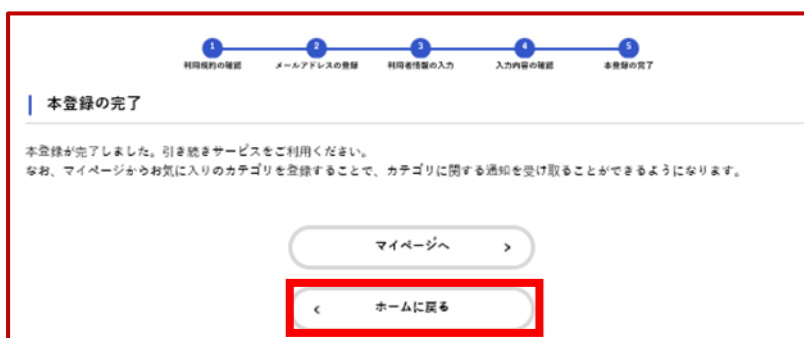 1 2 3 4 5
利用規約の確認 メールアドレスの登録 利用者情報の入力 入力内容の確認 本登録の完了
本登録の完了
本登録が完了しました。引き続きサービスをご利用ください。
なお、マイページからお気に入りのカテゴリを登録することで、カテゴリに関する通知を受け取ることができるようになります。
マイページへ >
< ホームに戻る